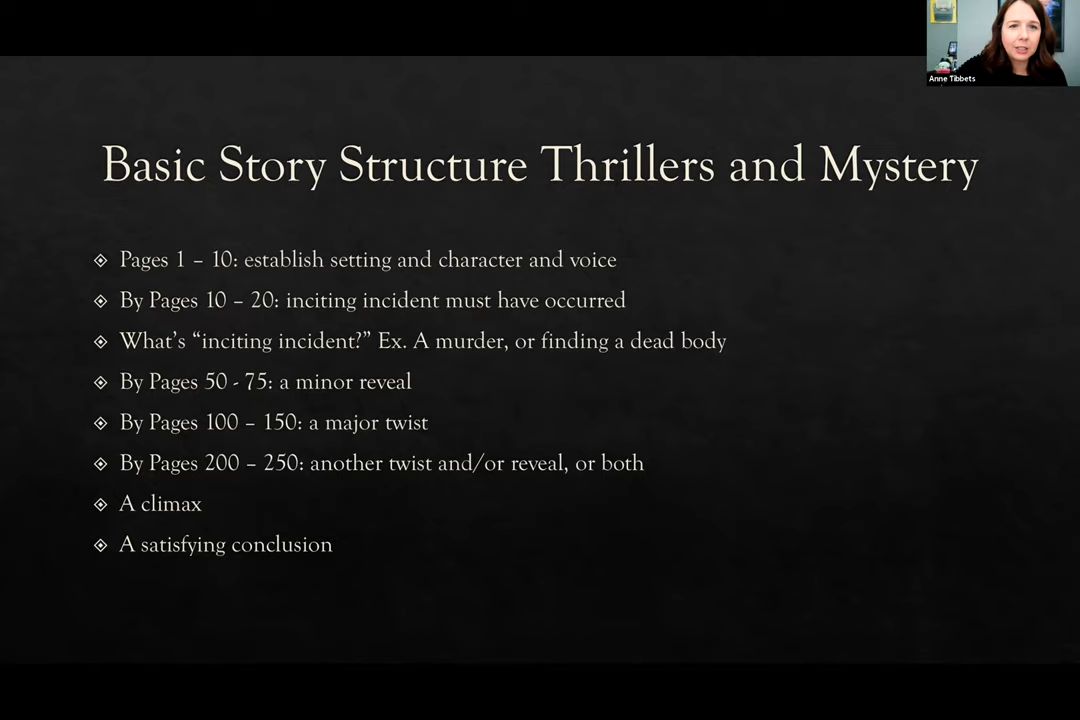 Anne Tibbets
Basic Story Structure Thrillers and Mystery
Pages 1 – 10: establish setting and character and voice
By Pages 10 – 20: inciting incident must have occurred
What’s “inciting incident?” Ex. A murder, or finding a dead body
By Pages 50 - 75: a minor reveal
By Pages 100 – 150: a major twist
By Pages 200 – 250: another twist and/or reveal, or both
A climax
A satisfying conclusion